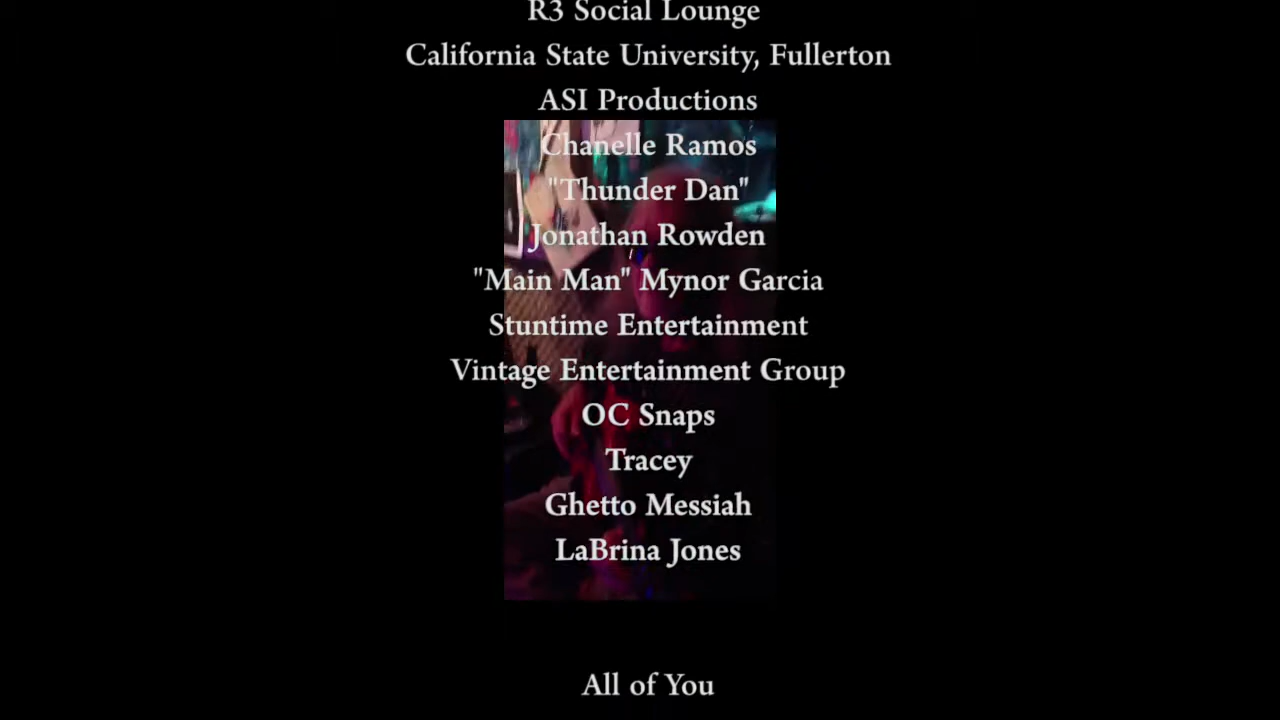 R3 Social Lounge
California State University, Fullerton
ASI Productions
Chanelle Ramos
"Thunder Dan"
Jonathan Rowden
"Main Man" Mynor Garcia
Stuntime Entertainment
Vintage Entertainment Group
OC Snaps
Tracey
Ghetto Messiah
LaBrina Jones
All of You